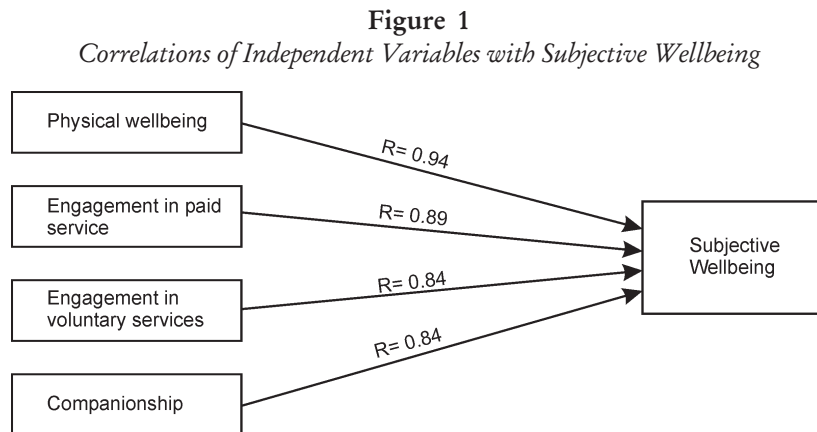 Figure 1
Correlations of Independent Variables with Subjective Wellbeing
Physical wellbeing
R= 0.94
Engagement in paid
service
R= 0.89
Subjective
Wellbeing
Engagement in
voluntary services
R= 0.84
Companionship
R= 0.84